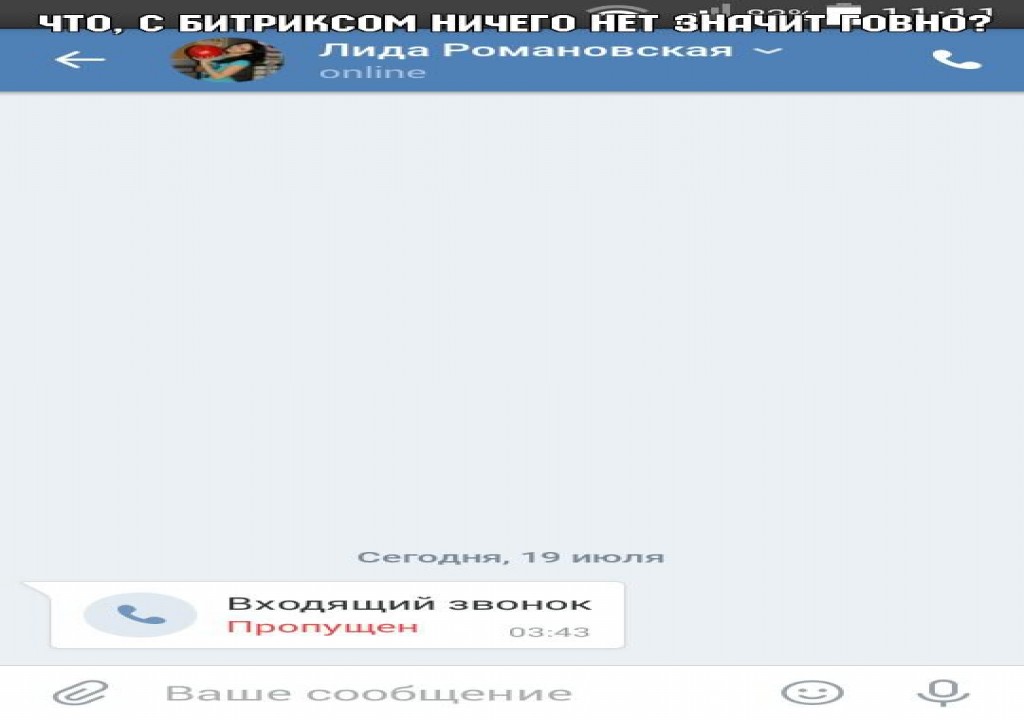 ЧТО, С БИТРИКСОМ НИЧЕГО НЕТ ЗНАЧИТ ГОВНО?
Лида Романовская
online
Сегодня, 19 июля
Входящий звонок
Пропущен 03:43
Ваше сообщение